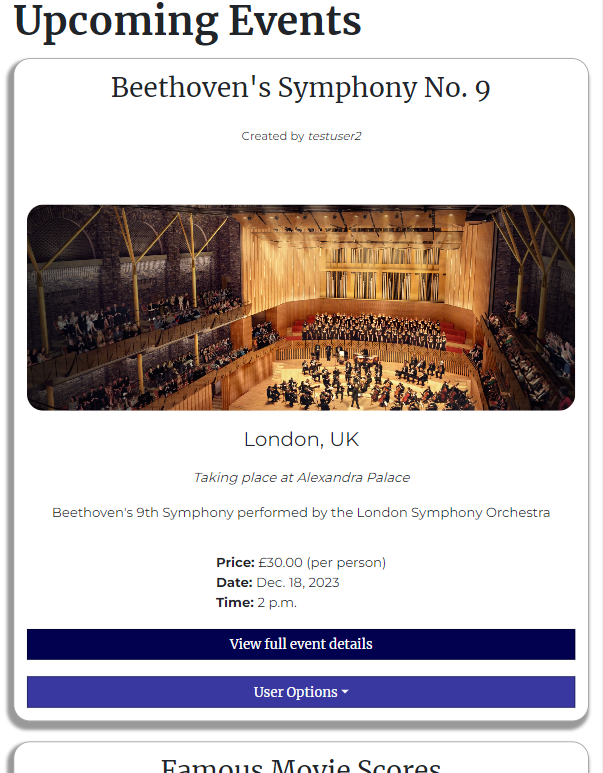 Upcoming Events
Beethoven's Symphony No. 9
Created by testuser2
London, UK
Taking place at Alexandra Palace
Beethoven's 9th Symphony performed by the London Symphony Orchestra
Price: £30.00 (per person)
Date: Dec. 18, 2023
Time: 2 p.m.
View full event details
User Options
Famous Movie Scores